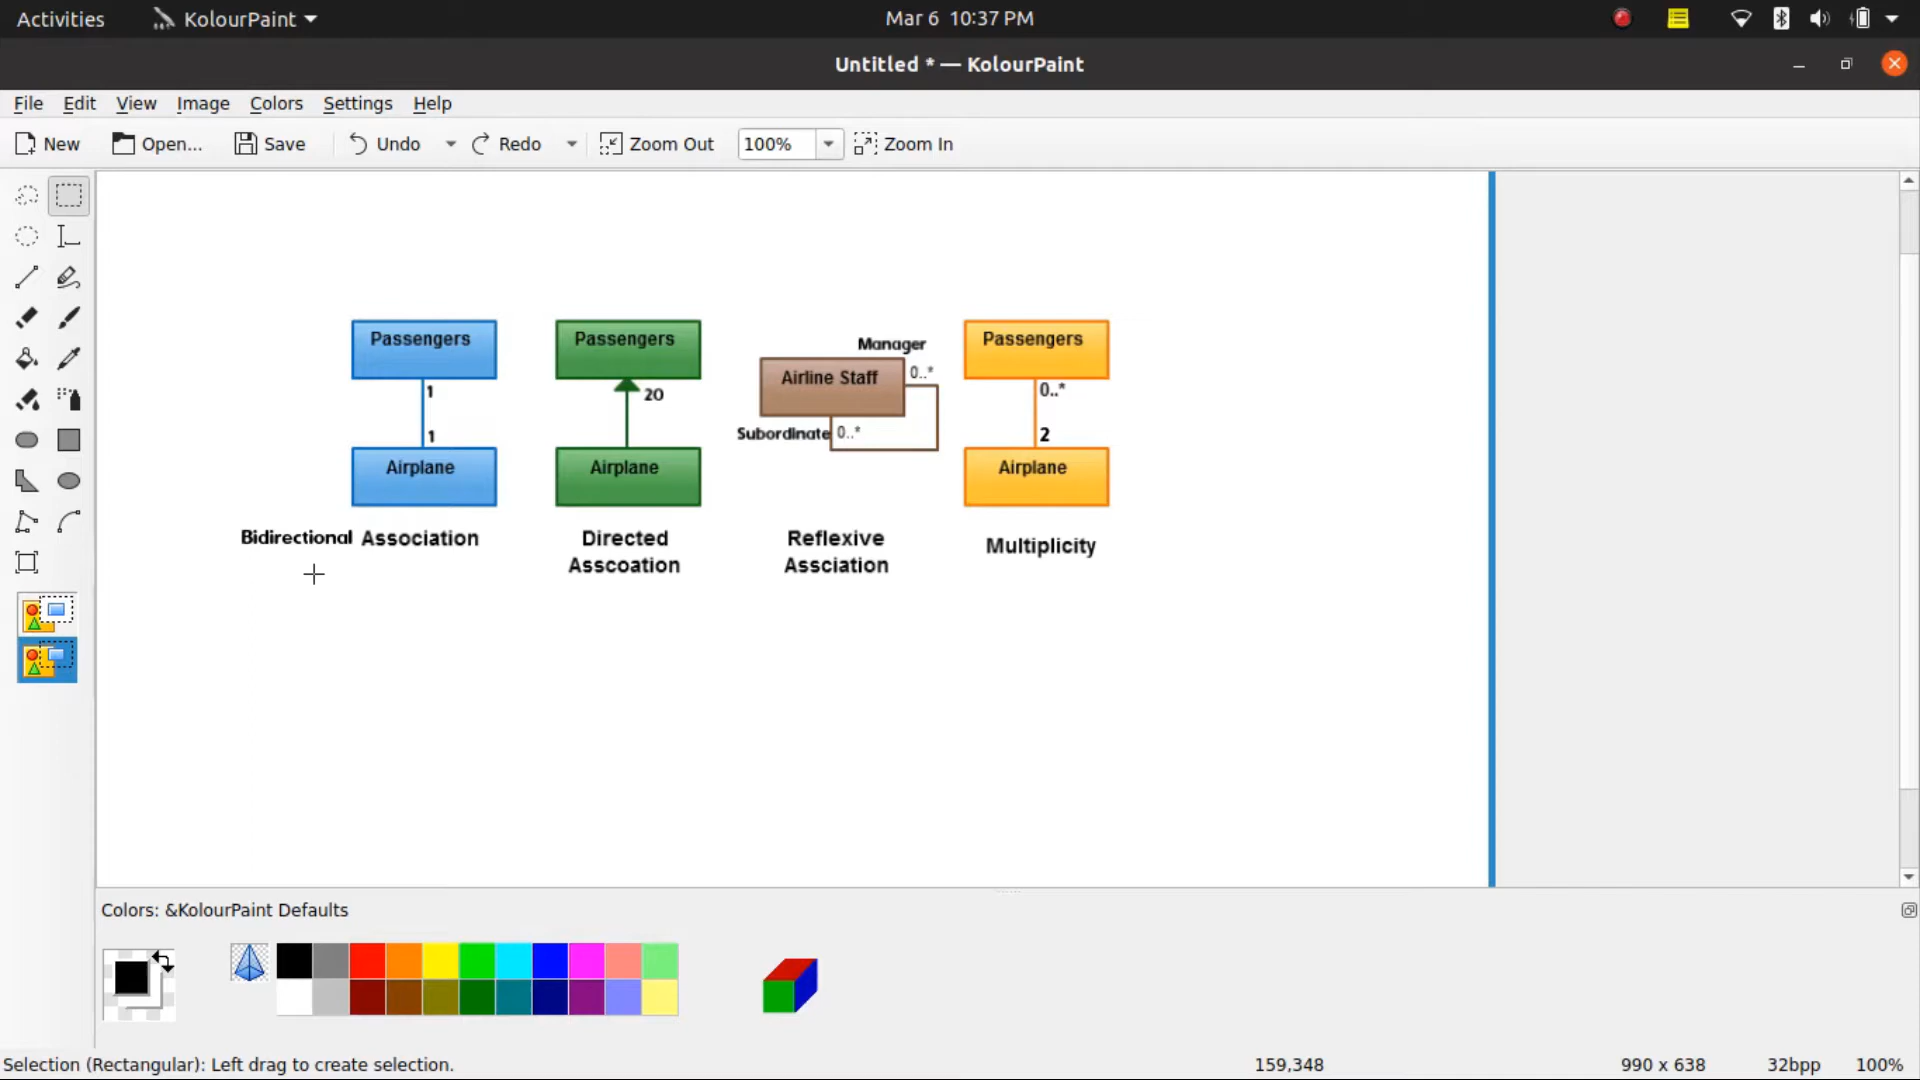 Activities KolourPaint Mar 6 10:37 PM
Untitled * — KolourPaint
File Edit View Image Colors Settings Help
New Open... Save Undo Redo Zoom Out 100% Zoom In
Passengers Passengers Manager Passengers
Airline Staff 0..*
1 20 0..*
1 Subordinate 0..* 2
Airplane Airplane Airplane
Bidirectional Association Directed Reflexive Multiplicity
Asscoation Assciation
Colors: &KolourPaint Defaults
Selection (Rectangular): Left drag to create selection. 159,348 990 x 638 32bpp 100%